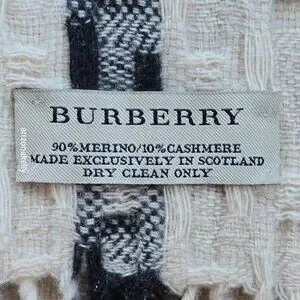 BURBERRY
90%MERINO/10%CASHMERE
MADE EXCLUSIVELY IN SCOTLAND
DRY CLEAN ONLY